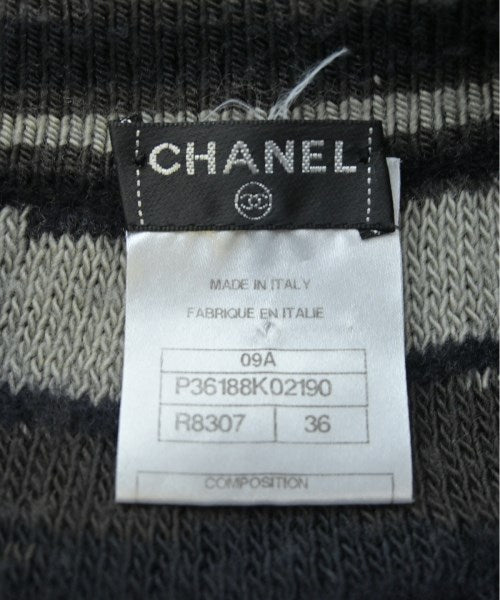 CHANEL
MADE IN ITALY
FABRIQUE EN ITALIE
09A
P36188K02190
R8307 36
COMPOSITION